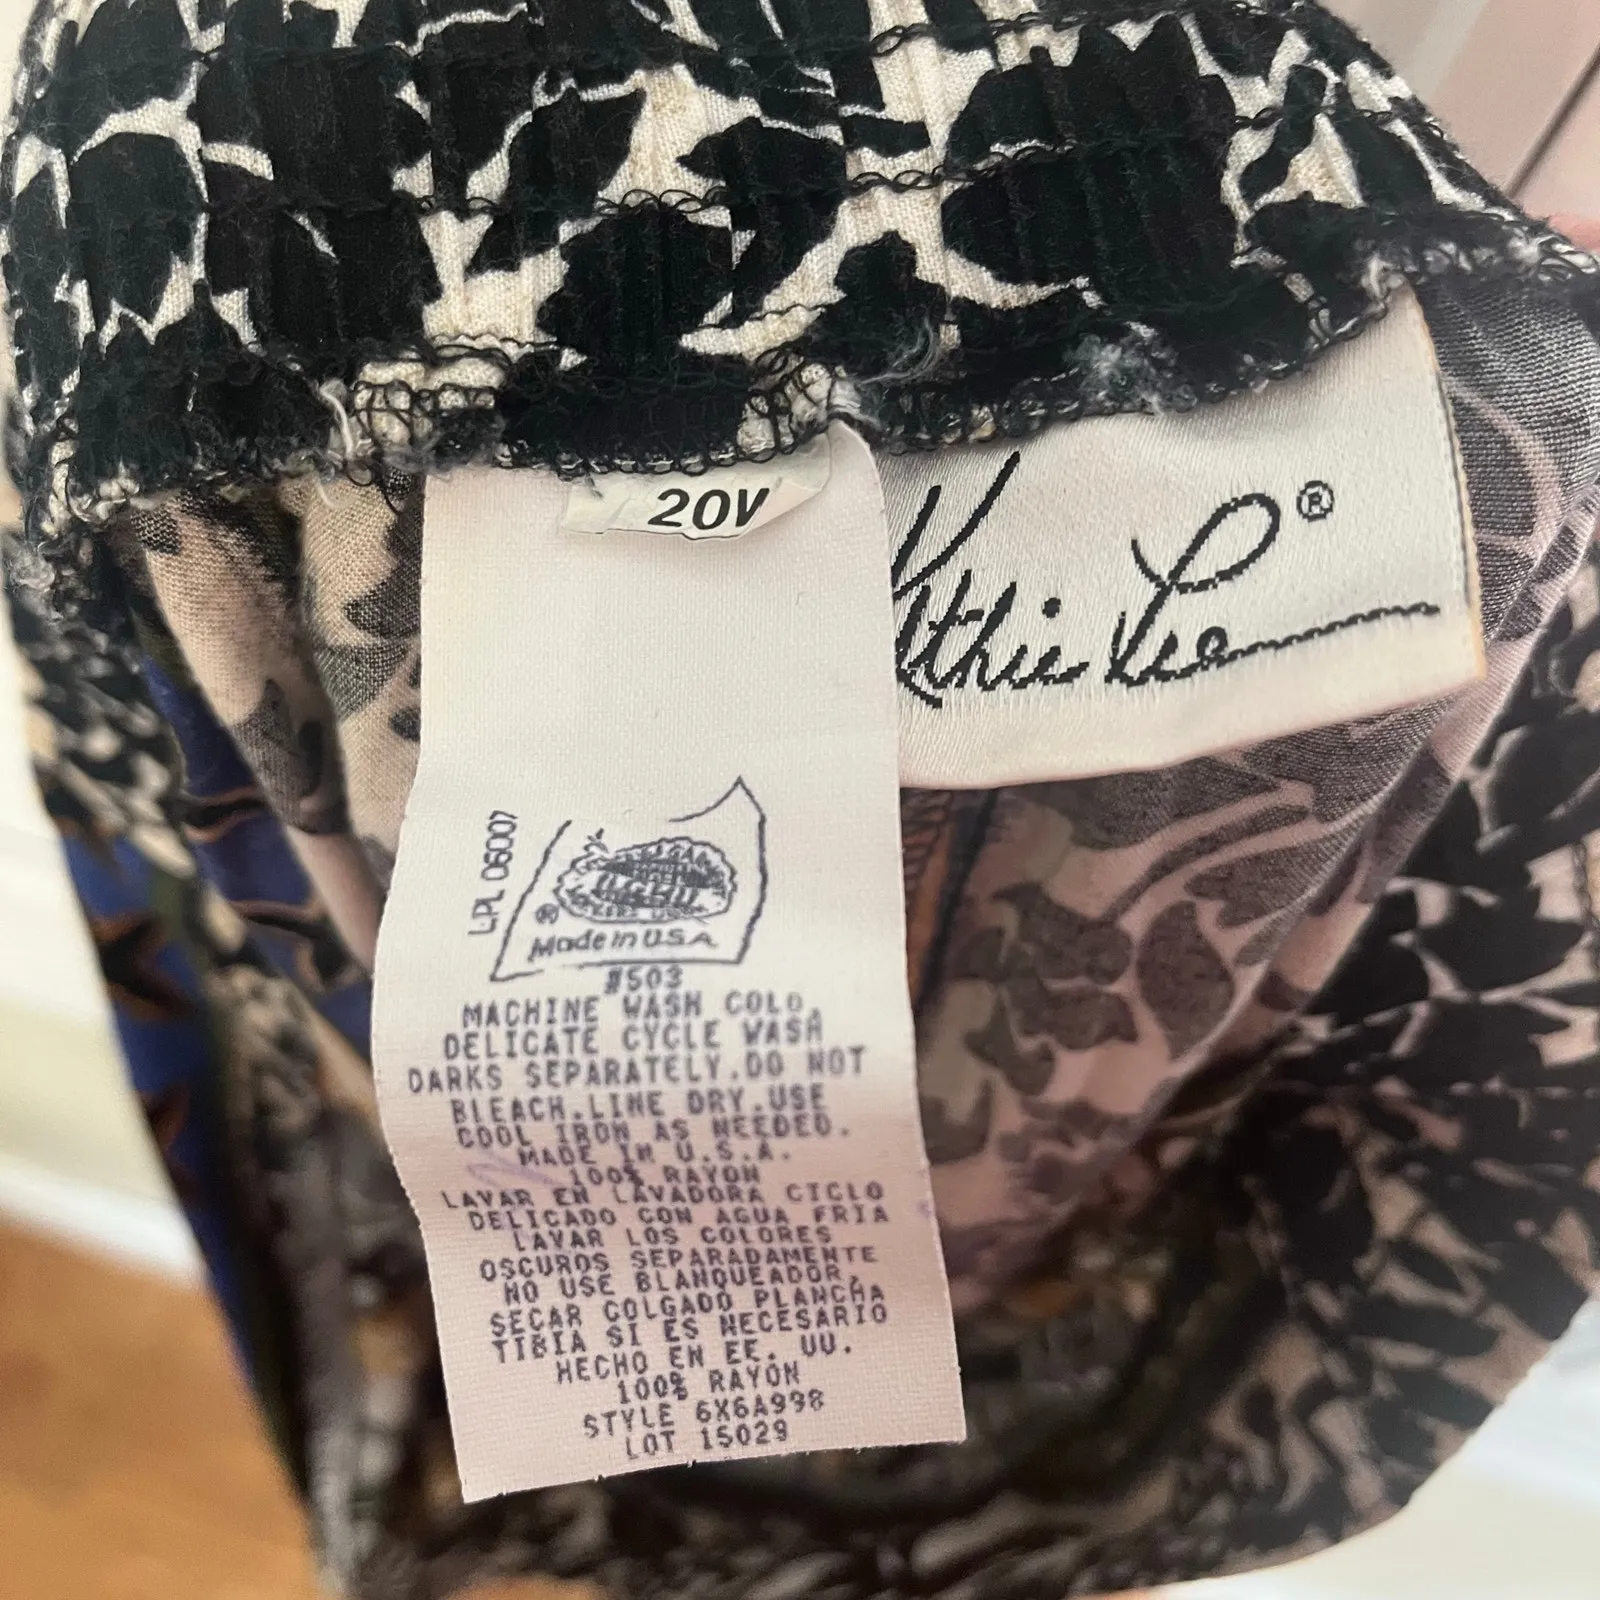 20W
Kathie Lee®
LPL 06007
®
Made in U.S.A
#503
MACHINE WASH COLD,
DELICATE CYCLE WASH
DARKS SEPARATELY.DO NOT
BLEACH.LINE DRY.USE
COOL IRON AS NEEDED.
MADE IN U.S.A.
100% RAYON
LAVAR EN LAVADORA CICLO
DELICADO CON AGUA FRIA
LAVAR LOS COLORES
OSCUROS SEPARADAMENTE
NO USE BLANQUEADOR,
SECAR COLGADO PLANCHA
TIBIA SI ES NECESARIO
HECHO EN EE. UU.
100% RAYON
STYLE 6X6A998
LOT 15029